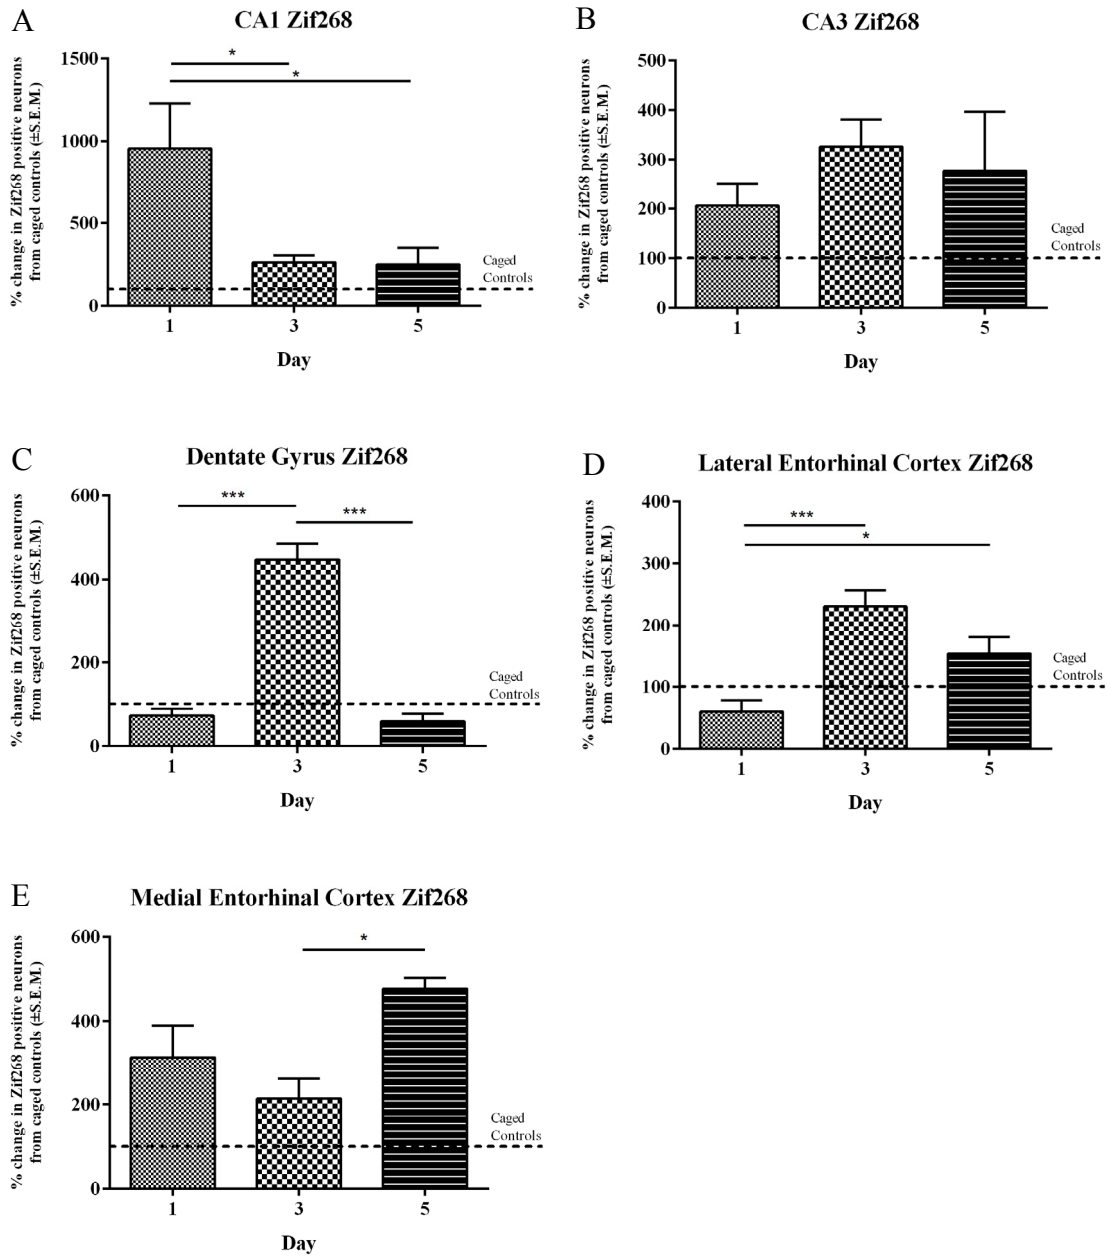 A
CA1 Zif268
% change in Zif268 positive neurons
from caged controls (±S.E.M.)
1500
1000
500
0
*
*
Caged
Controls
1
3
5
Day
B
CA3 Zif268
% change in Zif268 positive neurons
from caged controls (±S.E.M.)
500
400
300
200
100
0
Caged
Controls
1
3
5
Day
C
Dentate Gyrus Zif268
% change in Zif268 positive neurons
from caged controls (±S.E.M.)
600
400
200
0
***
***
Caged
Controls
1
3
5
Day
D
Lateral Entorhinal Cortex Zif268
% change in Zif268 positive neurons
from caged controls (±S.E.M.)
400
300
200
100
0
***
*
Caged
Controls
1
3
5
Day
E
Medial Entorhinal Cortex Zif268
% change in Zif268 positive neurons
from caged controls (±S.E.M.)
600
400
200
0
*
Caged
Controls
1
3
5
Day